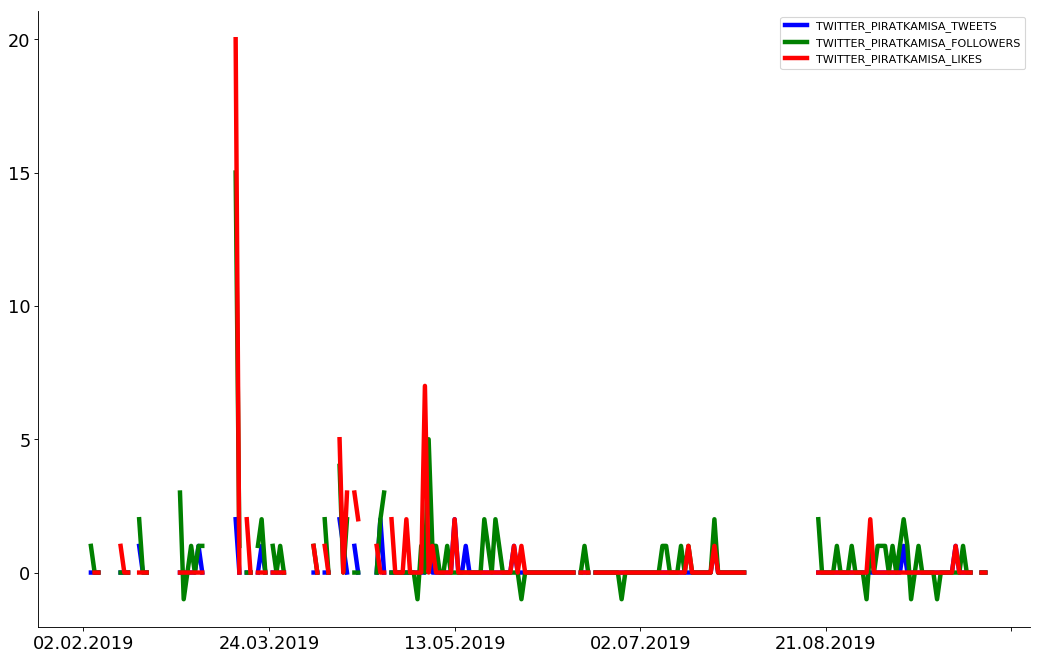 TWITTER_PIRATKAMISA_TWEETS
TWITTER_PIRATKAMISA_FOLLOWERS
TWITTER_PIRATKAMISA_LIKES
20
15
10
5
0
02.02.2019 24.03.2019 13.05.2019 02.07.2019 21.08.2019